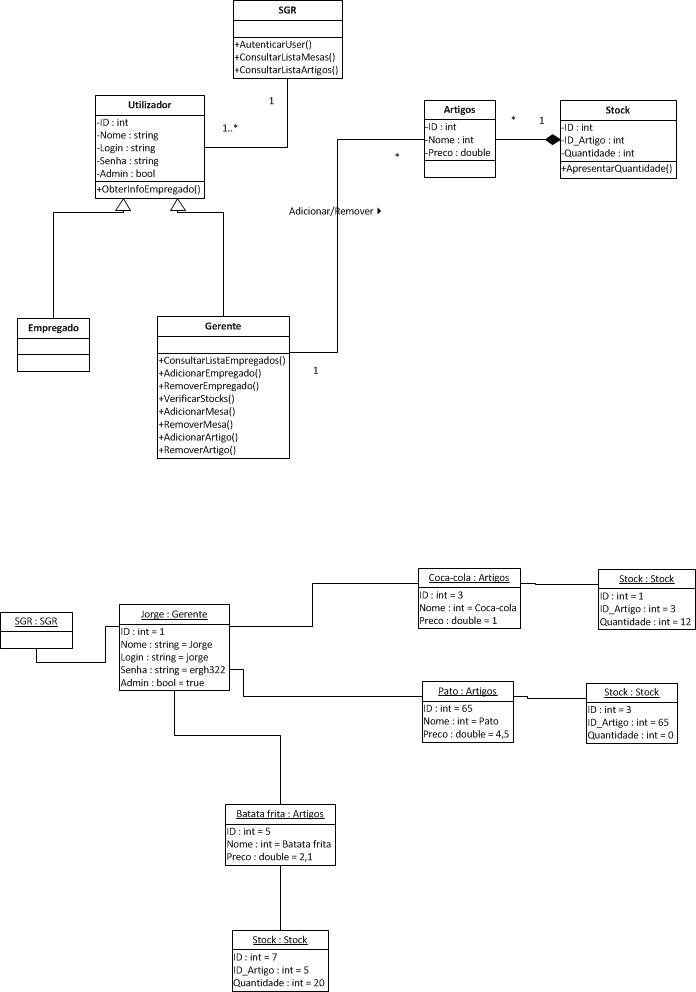 SGR
+AutenticarUser()
+ConsultarListaMesas()
+ConsultarListaArtigos()
1
1..*
Utilizador
-ID : int
-Nome : string
-Login : string
-Senha : string
-Admin : bool
+ObterInfoEmpregado()
Artigos
-ID : int
-Nome : int
-Preco : double
*
1
Stock
-ID : int
-ID_Artigo : int
-Quantidade : int
+ApresentarQuantidade()
*
Adicionar/Remover
Empregado
Gerente
+ConsultarListaEmpregados()
+AdicionarEmpregado()
+RemoverEmpregado()
+VerificarStocks()
+AdicionarMesa()
+RemoverMesa()
+AdicionarArtigo()
+RemoverArtigo()
1
SGR : SGR
Jorge : Gerente
ID : int = 1
Nome : string = Jorge
Login : string = jorge
Senha : string = ergh322
Admin : bool = true
Coca-cola : Artigos
ID : int = 3
Nome : int = Coca-cola
Preco : double = 1
Stock : Stock
ID : int = 1
ID_Artigo : int = 3
Quantidade : int = 12
Pato : Artigos
ID : int = 65
Nome : int = Pato
Preco : double = 4,5
Stock : Stock
ID : int = 3
ID_Artigo : int = 65
Quantidade : int = 0
Batata frita : Artigos
ID : int = 5
Nome : int = Batata frita
Preco : double = 2,1
Stock : Stock
ID : int = 7
ID_Artigo : int = 5
Quantidade : int = 20